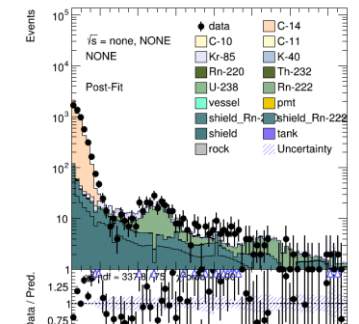 Events
10⁵
10⁴
10³
10²
10
1
√s = none, NONE
NONE
Post-Fit
data
C-14
C-10
C-11
Kr-85
K-40
Rn-220
Th-232
U-238
Rn-222
vessel
pmt
shield_Rn-2
shield_Rn-222
shield
tank
rock
Uncertainty
Data / Pred.
1.25
1
0.75